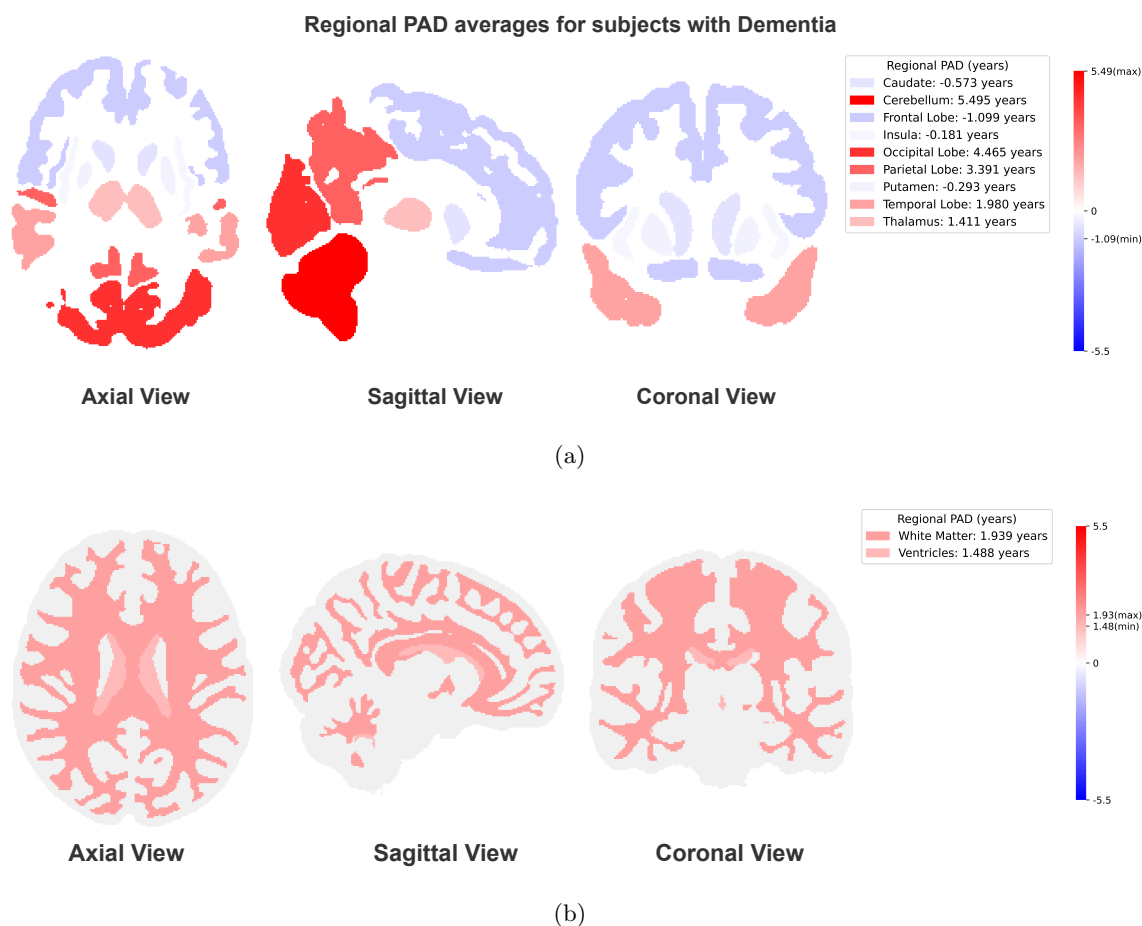 Regional PAD averages for subjects with Dementia
Regional PAD (years)
Caudate: -0.573 years
Cerebellum: 5.495 years
Frontal Lobe: -1.099 years
Insula: -0.181 years
Occipital Lobe: 4.465 years
Parietal Lobe: 3.391 years
Putamen: -0.293 years
Temporal Lobe: 1.980 years
Thalamus: 1.411 years
5.49(max)
0
-1.09(min)
-5.5
Axial View
Sagittal View
Coronal View
(a)
Regional PAD (years)
White Matter: 1.939 years
Ventricles: 1.488 years
5.5
1.93(max)
1.48(min)
0
-5.5
Axial View
Sagittal View
Coronal View
(b)